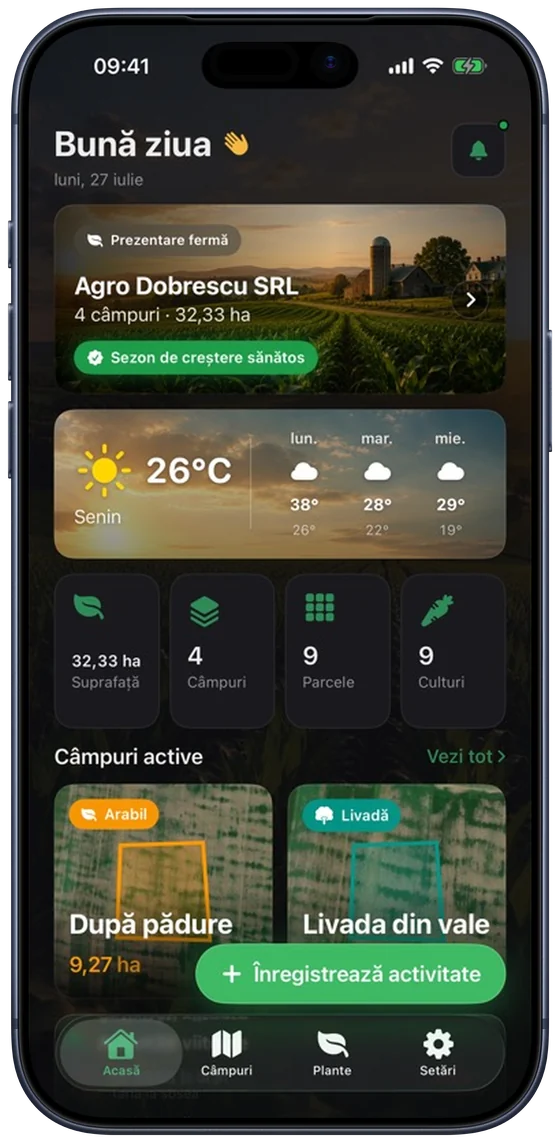 09:41
Bună ziua 👋
luni, 27 iulie
Prezentare fermă
Agro Dobrescu SRL
4 câmpuri · 32,33 ha
Sezon de creștere sănătos
26°C
Senin
lun. mar. mie.
38° 28° 29°
26° 22° 19°
32,33 ha
Suprafață
4
Câmpuri
9
Parcele
9
Culturi
Câmpuri active
Vezi tot
Arabil
După pădure
9,27 ha
Livadă
Livada din vale
+ Înregistrează activitate
Acasă
Câmpuri
Plante
Setări